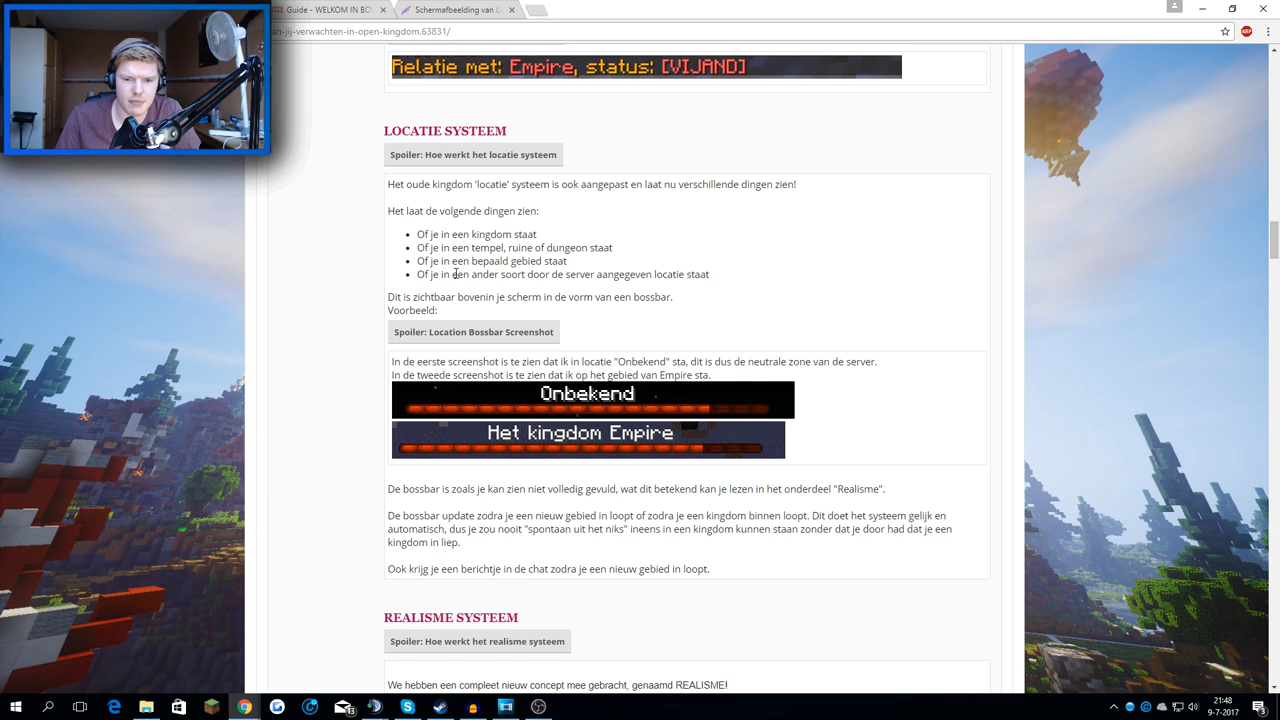 Guide - WELKOM IN BO
Schermafbeelding van L
an-jij-verwachten-in-open-kingdom.63831/
ABP
Relatie met: Empire, status: [VIJAND]
LOCATIE SYSTEEM
Spoiler: Hoe werkt het locatie systeem
Het oude kingdom 'locatie' systeem is ook aangepast en laat nu verschillende dingen zien!
Het laat de volgende dingen zien:
• Of je in een kingdom staat
• Of je in een tempel, ruine of dungeon staat
• Of je in een bepaald gebied staat
• Of je in een ander soort door de server aangegeven locatie staat
Dit is zichtbaar bovenin je scherm in de vorm van een bossbar.
Voorbeeld:
Spoiler: Location Bossbar Screenshot
In de eerste screenshot is te zien dat ik in locatie "Onbekend" sta, dit is dus de neutrale zone van de server.
In de tweede screenshot is te zien dat ik op het gebied van Empire sta.
Onbekend
Het kingdom Empire
De bossbar is zoals je kan zien niet volledig gevuld, wat dit betekend kan je lezen in het onderdeel "Realisme".
De bossbar update zodra je een nieuw gebied in loopt of zodra je een kingdom binnen loopt. Dit doet het systeem gelijk en
automatisch, dus je zou nooit "spontaan uit het niks" ineens in een kingdom kunnen staan zonder dat je door had dat je een
kingdom in liep.
Ook krijg je een berichtje in de chat zodra je een nieuw gebied in loopt.
REALISME SYSTEEM
Spoiler: Hoe werkt het realisme systeem
We hebben een compleet nieuw concept mee gebracht, genaamd REALISME!
13
21:48
9-7-2017
3